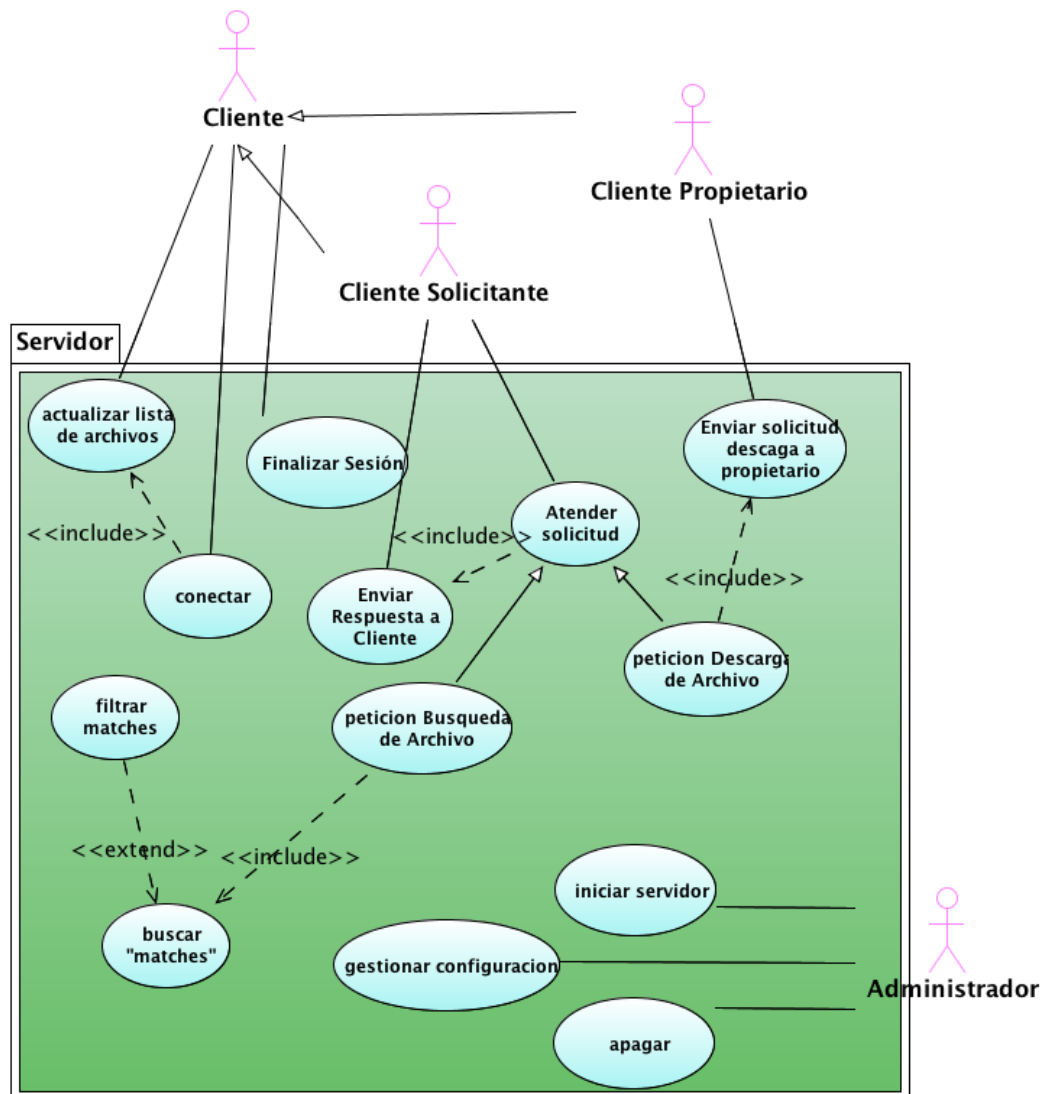 Cliente
Cliente Propietario
Cliente Solicitante
Servidor
actualizar lista
de archivos
Finalizar Sesión
Enviar solicitud
descaga a
propietario
Atender
solicitud
<<include>>
<<include>>
<<include>>
conectar
Enviar
Respuesta a
Cliente
peticion Descarga
de Archivo
filtrar
matches
peticion Busqueda
de Archivo
<<extend>>
<<include>>
iniciar servidor
buscar
"matches"
gestionar configuracion
Administrador
apagar